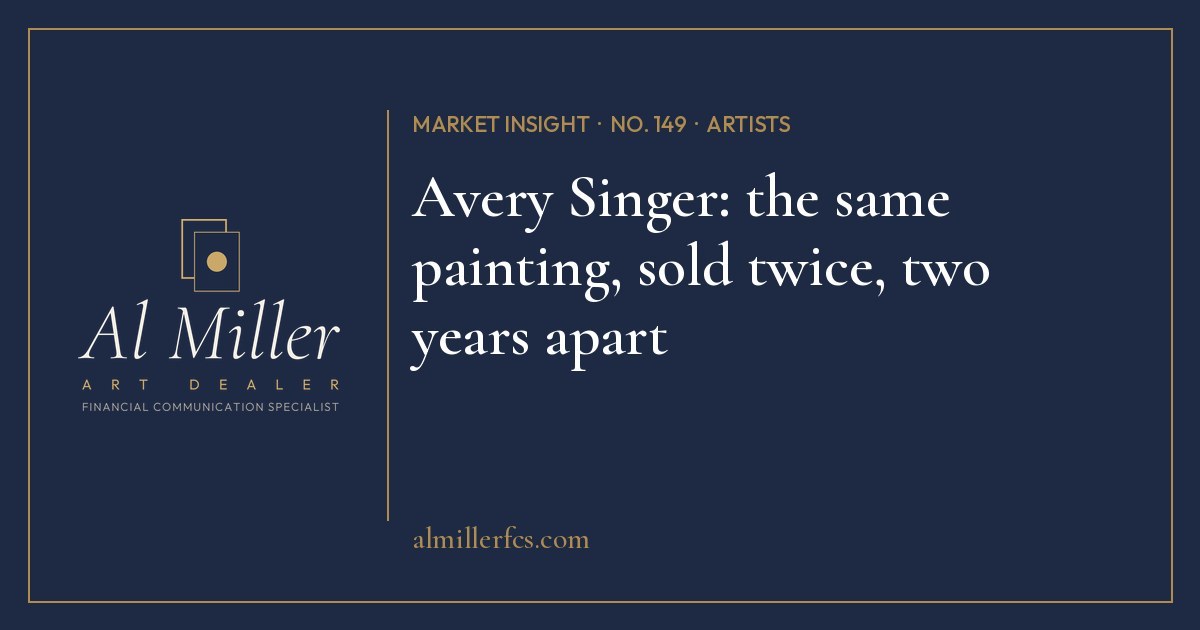 MARKET INSIGHT · NO. 149 · ARTISTS
Avery Singer: the same
painting, sold twice, two
years apart
Al Miller
ART DEALER
FINANCIAL COMMUNICATION SPECIALIST
almillerfcs.com